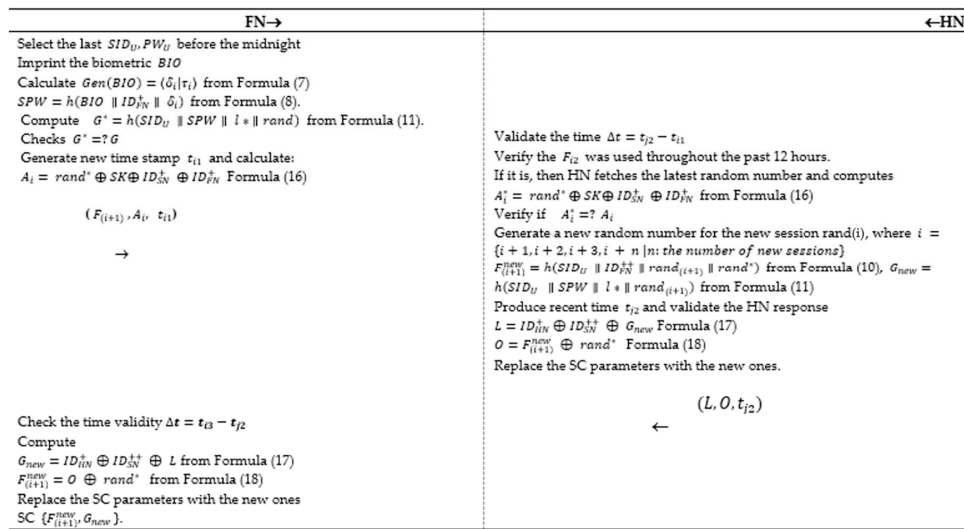 FN→
←HN
Select the last SID_U, PW_U before the midnight
Imprint the biometric BIO
Calculate Gen(BIO) = ⟨δ_i|τ_i⟩ from Formula (7)
SPW = h(BIO ∥ ID_FN^+ ∥ δ_i) from Formula (8).
Compute G^* = h(SID_U ∥ SPW ∥ l * ∥ rand) from Formula (11).
Checks G^* =? G
Generate new time stamp t_i1 and calculate:
A_i = rand^* ⊕ SK⊕ ID_SN^+ ⊕ ID_FN^+ Formula (16)
(F_(i+1), A_i, t_i1)
→
Validate the time Δt = t_j2 − t_i1
Verify the F_i2 was used throughout the past 12 hours.
If it is, then HN fetches the latest random number and computes
A_i^* = rand^* ⊕ SK⊕ ID_SN^+ ⊕ ID_FN^+ from Formula (16)
Verify if A_i^* =? A_i
Generate a new random number for the new session rand(i), where i =
{i + 1, i + 2, i + 3, i + n |n: the number of new sessions}
F_(i+1)^new = h(SID_U ∥ ID_FN^++ ∥ rand_(i+1) ∥ rand^*) from Formula (10), G_new =
h(SID_U ∥ SPW ∥ l * ∥ rand_(i+1)) from Formula (11)
Produce recent time t_j2 and validate the HN response
L = ID_HN^+ ⊕ ID_SN^++ ⊕ G_new Formula (17)
O = F_(i+1)^new ⊕ rand^* Formula (18)
Replace the SC parameters with the new ones.
(L, O, t_j2)
←
Check the time validity Δt = t_i3 − t_j2
Compute
G_new = ID_HN^+ ⊕ ID_SN^++ ⊕ L from Formula (17)
F_(i+1)^new = O ⊕ rand^* from Formula (18)
Replace the SC parameters with the new ones
SC {F_(i+1)^new, G_new}.